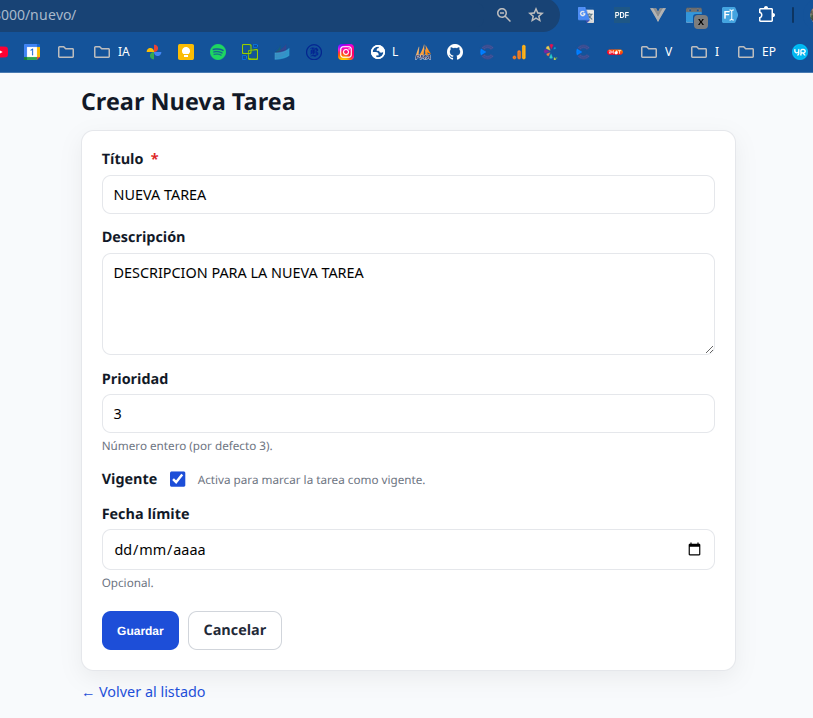 000/nuevo/
PDF
IA
L
V
I
EP
Crear Nueva Tarea
Título *
NUEVA TAREA
Descripción
DESCRIPCION PARA LA NUEVA TAREA
Prioridad
3
Número entero (por defecto 3).
Vigente Activa para marcar la tarea como vigente.
Fecha límite
dd/mm/aaaa
Opcional.
Guardar Cancelar
← Volver al listado